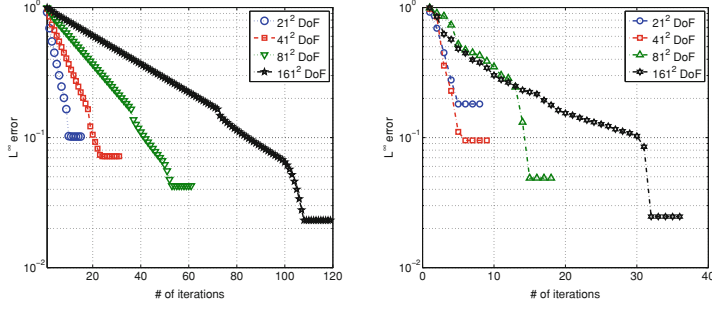 10^0
10^-1
10^-2
L^∞ error
20 40 60 80 100 120
# of iterations
21^2 DoF
41^2 DoF
81^2 DoF
161^2 DoF
10^0
10^-1
10^-2
L^∞ error
0 10 20 30 40
# of iterations
21^2 DoF
41^2 DoF
81^2 DoF
161^2 DoF